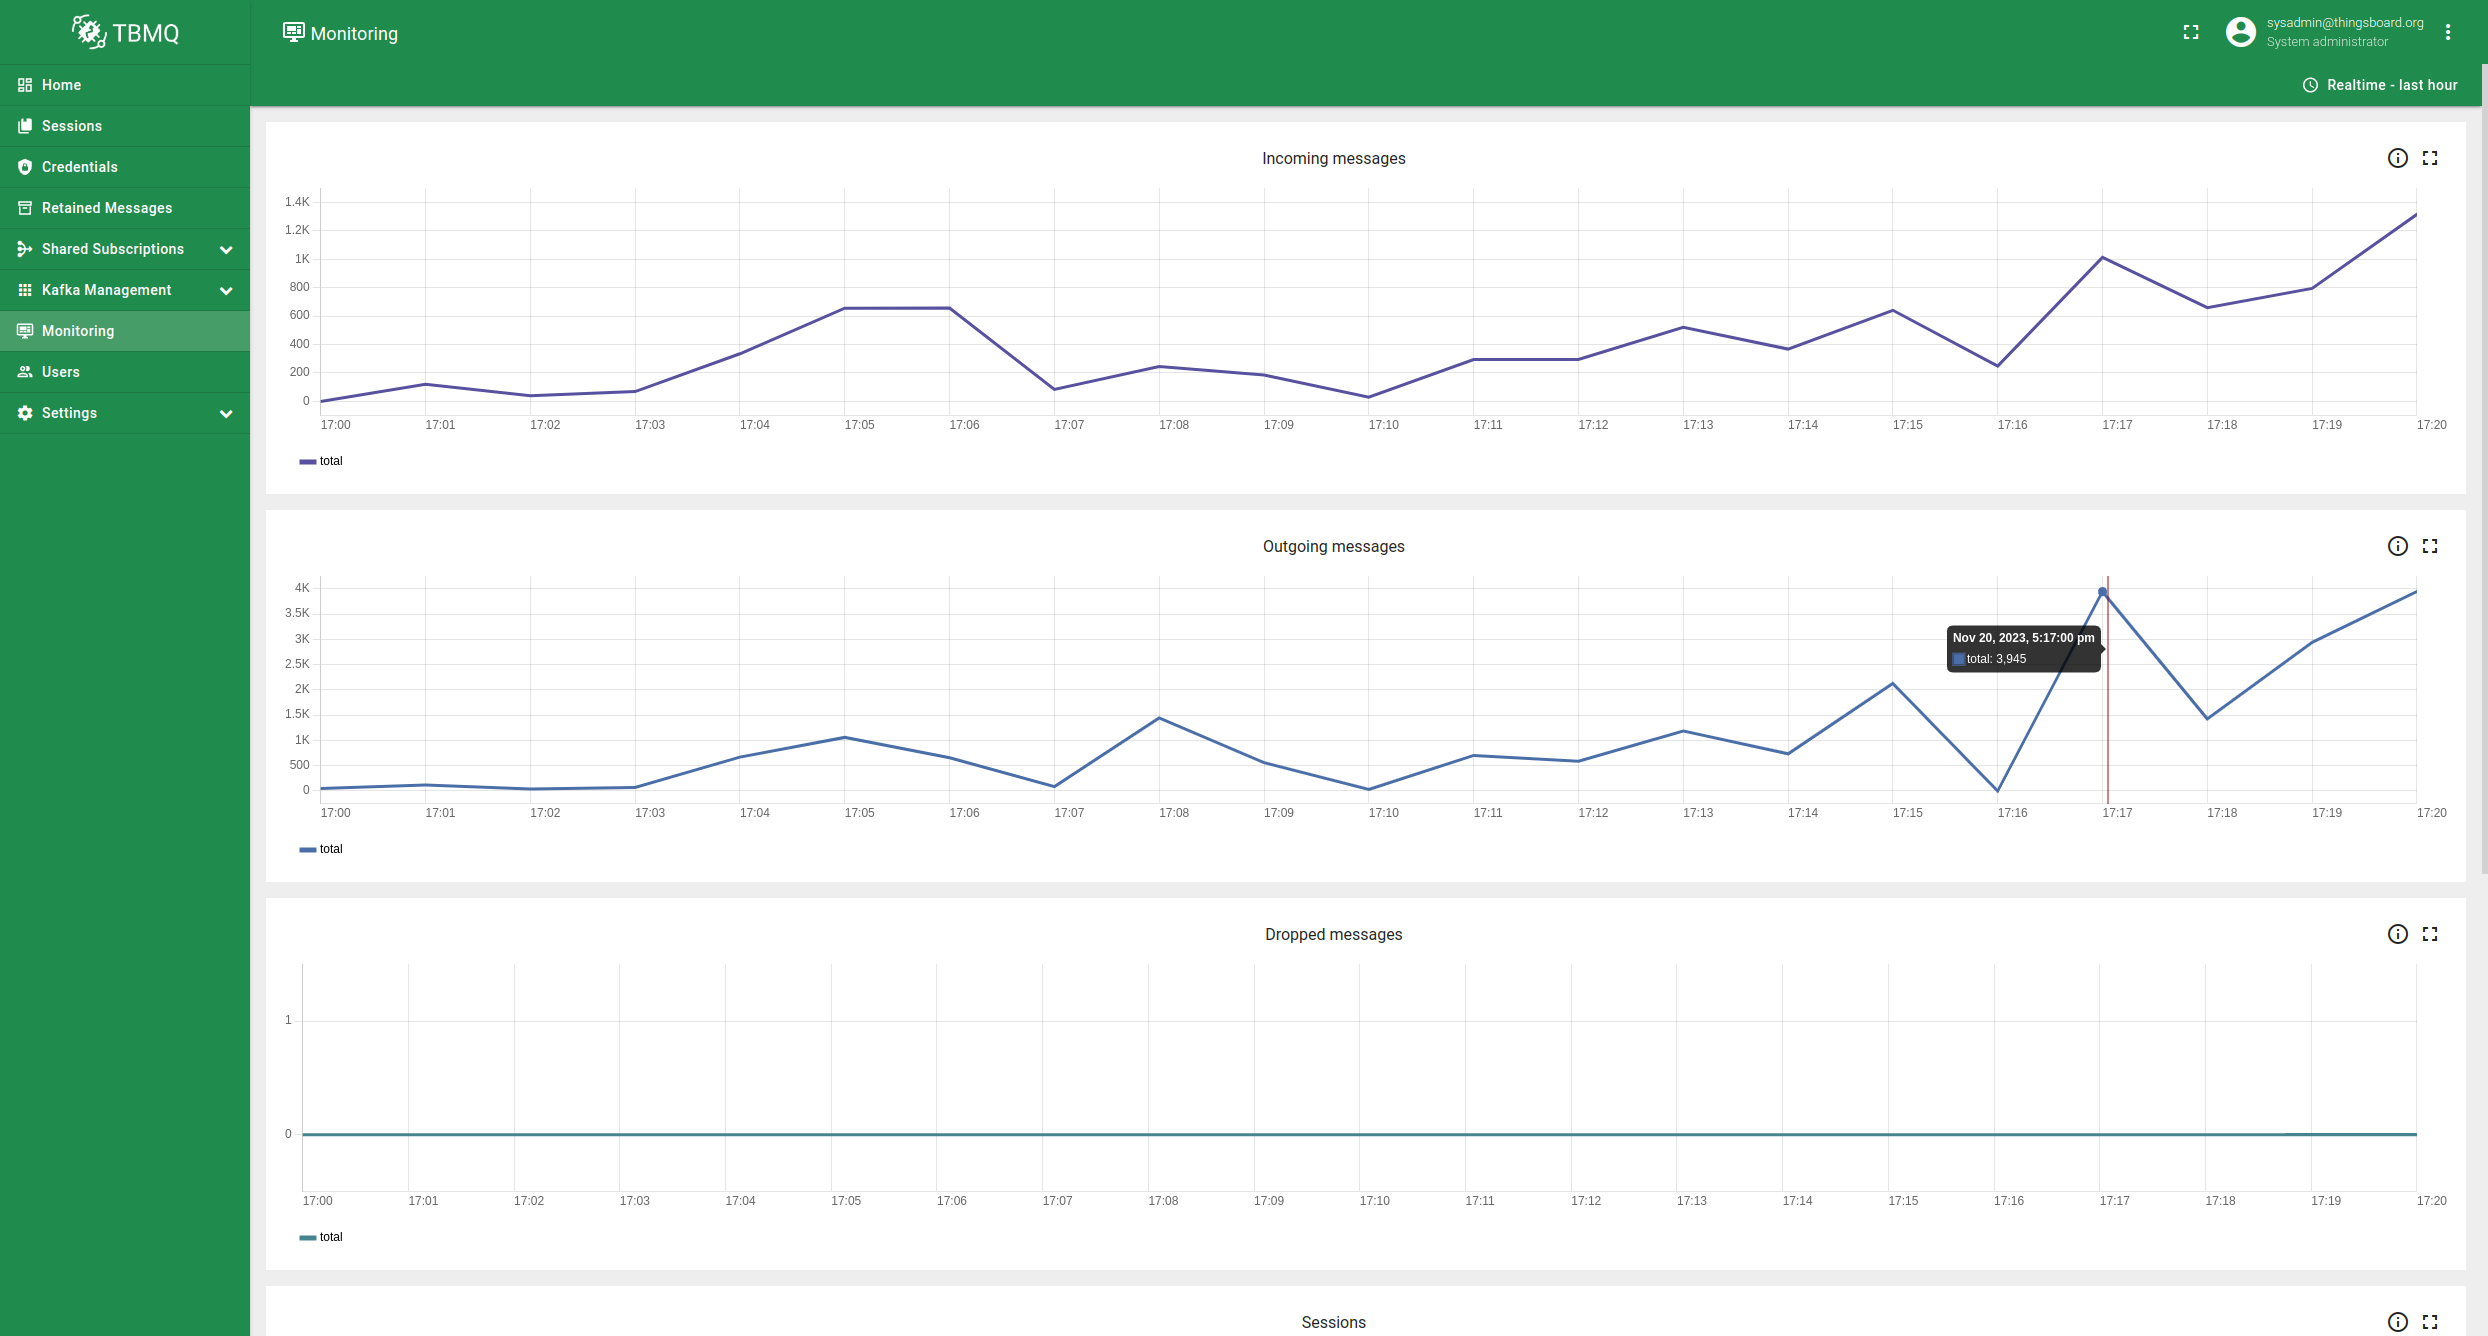 TBMQ
Home
Sessions
Credentials
Retained Messages
Shared Subscriptions
Kafka Management
Monitoring
Users
Settings
Monitoring
sysadmin@thingsboard.org
System administrator
Realtime - last hour
Incoming messages
1.4K
1.2K
1K
800
600
400
200
0
17:00 17:01 17:02 17:03 17:04 17:05 17:06 17:07 17:08 17:09 17:10 17:11 17:12 17:13 17:14 17:15 17:16 17:17 17:18 17:19 17:20
total
Outgoing messages
4K
3.5K
3K
2.5K
2K
1.5K
1K
500
0
Nov 20, 2023, 5:17:00 pm
total: 3,945
17:00 17:01 17:02 17:03 17:04 17:05 17:06 17:07 17:08 17:09 17:10 17:11 17:12 17:13 17:14 17:15 17:16 17:17 17:18 17:19 17:20
total
Dropped messages
1
0
17:00 17:01 17:02 17:03 17:04 17:05 17:06 17:07 17:08 17:09 17:10 17:11 17:12 17:13 17:14 17:15 17:16 17:17 17:18 17:19 17:20
total
Sessions